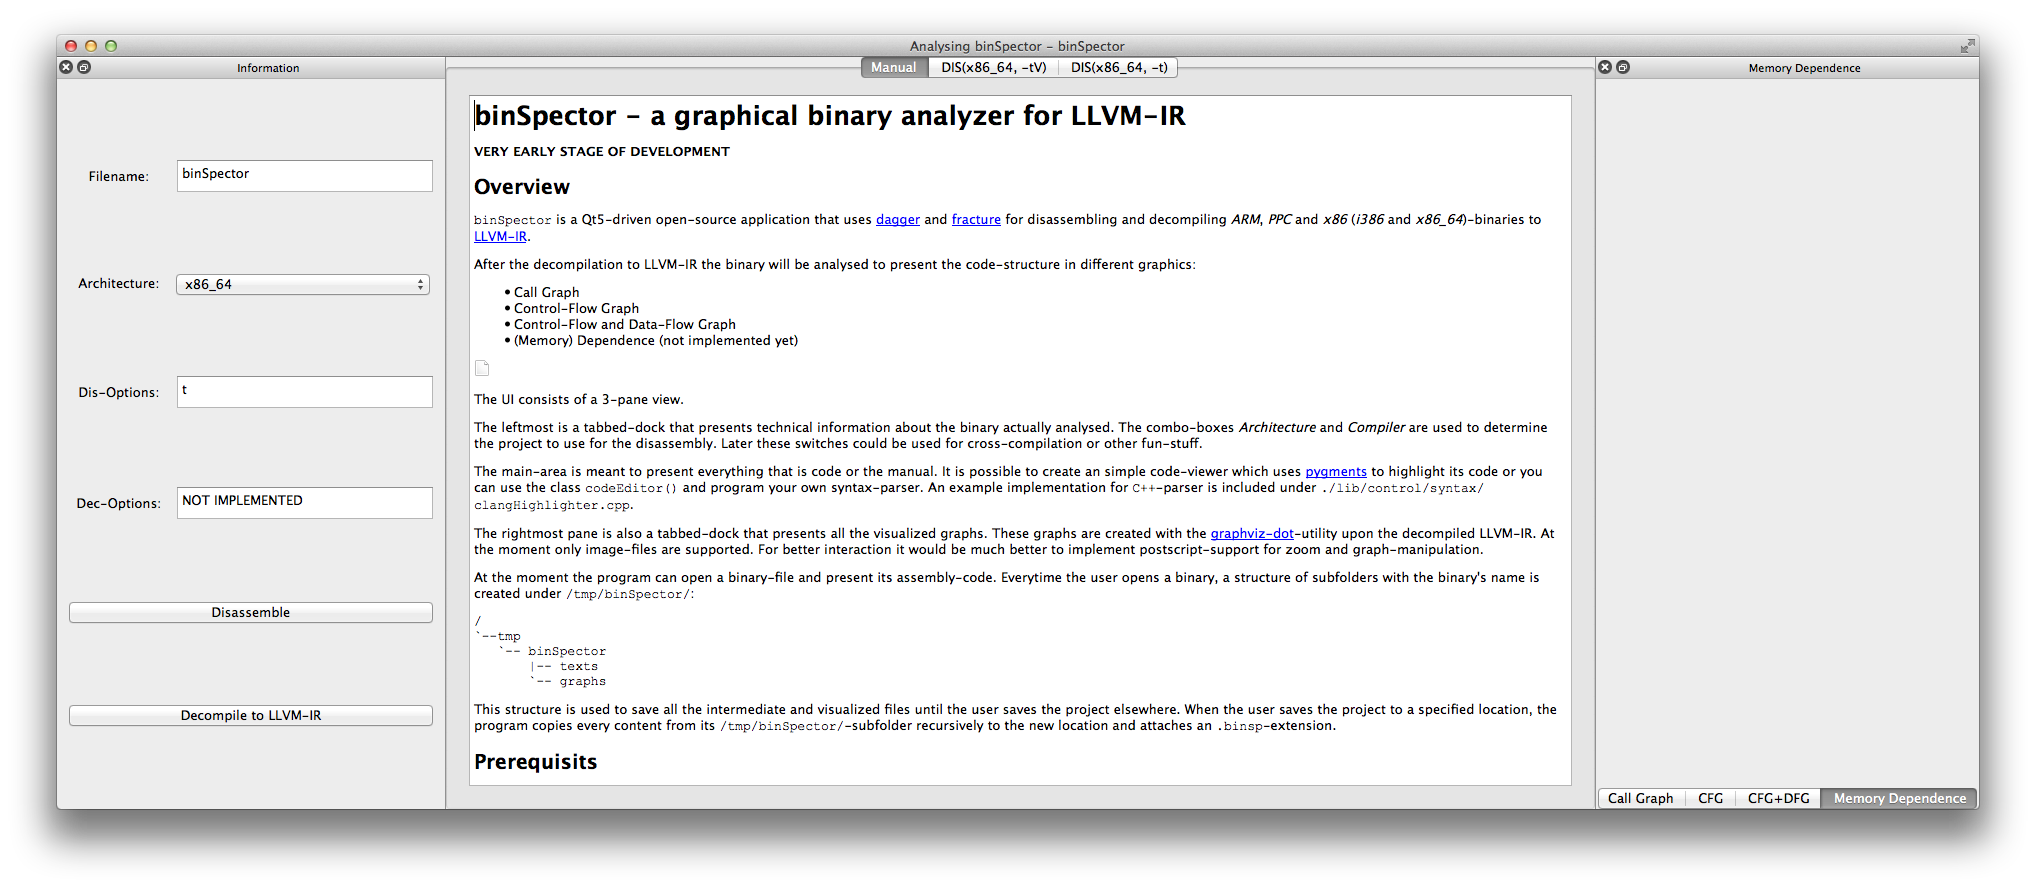 Analysing binSpector – binSpector
Information
Filename:
binSpector
Architecture:
x86_64
Dis-Options:
t
Dec-Options:
NOT IMPLEMENTED
Disassemble
Decompile to LLVM-IR
Manual
DIS(x86_64, -tV)
DIS(x86_64, -t)
binSpector – a graphical binary analyzer for LLVM-IR
VERY EARLY STAGE OF DEVELOPMENT
Overview
binSpector is a Qt5-driven open-source application that uses dagger and fracture for disassembling and decompiling ARM, PPC and x86 (i386 and x86_64)-binaries to
LLVM-IR.
After the decompilation to LLVM-IR the binary will be analysed to present the code-structure in different graphics:
• Call Graph
• Control-Flow Graph
• Control-Flow and Data-Flow Graph
• (Memory) Dependence (not implemented yet)
The UI consists of a 3-pane view.
The leftmost is a tabbed-dock that presents technical information about the binary actually analysed. The combo-boxes Architecture and Compiler are used to determine
the project to use for the disassembly. Later these switches could be used for cross-compilation or other fun-stuff.
The main-area is meant to present everything that is code or the manual. It is possible to create an simple code-viewer which uses pygments to highlight its code or you
can use the class codeEditor() and program your own syntax-parser. An example implementation for C++-parser is included under ./lib/control/syntax/
clangHighlighter.cpp.
The rightmost pane is also a tabbed-dock that presents all the visualized graphs. These graphs are created with the graphviz-dot-utility upon the decompiled LLVM-IR. At
the moment only image-files are supported. For better interaction it would be much better to implement postscript-support for zoom and graph-manipulation.
At the moment the program can open a binary-file and present its assembly-code. Everytime the user opens a binary, a structure of subfolders with the binary's name is
created under /tmp/binSpector/:
/
`--tmp
`-- binSpector
|-- texts
`-- graphs
This structure is used to save all the intermediate and visualized files until the user saves the project elsewhere. When the user saves the project to a specified location, the
program copies every content from its /tmp/binSpector/-subfolder recursively to the new location and attaches an .binsp-extension.
Prerequisits
Memory Dependence
Call Graph
CFG
CFG+DFG
Memory Dependence